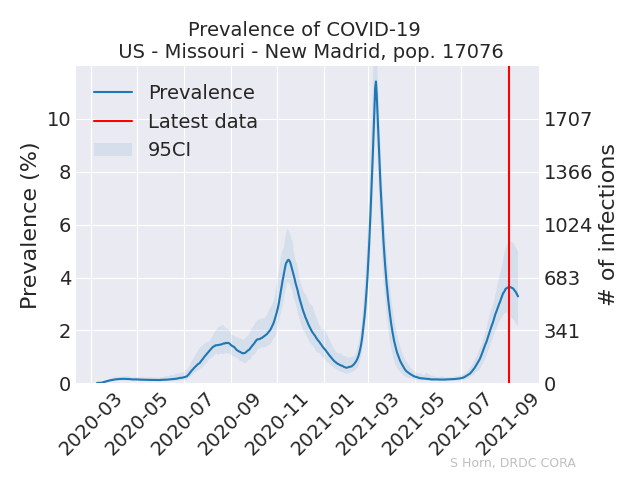 Prevalence of COVID-19
US - Missouri - New Madrid, pop. 17076
Prevalence
Latest data
95CI
Prevalence (%)
10
8
6
4
2
0
1707
1366
1024
683
341
0
# of infections
2020-03
2020-05
2020-07
2020-09
2020-11
2021-01
2021-03
2021-05
2021-07
2021-09
S Horn, DRDC CORA